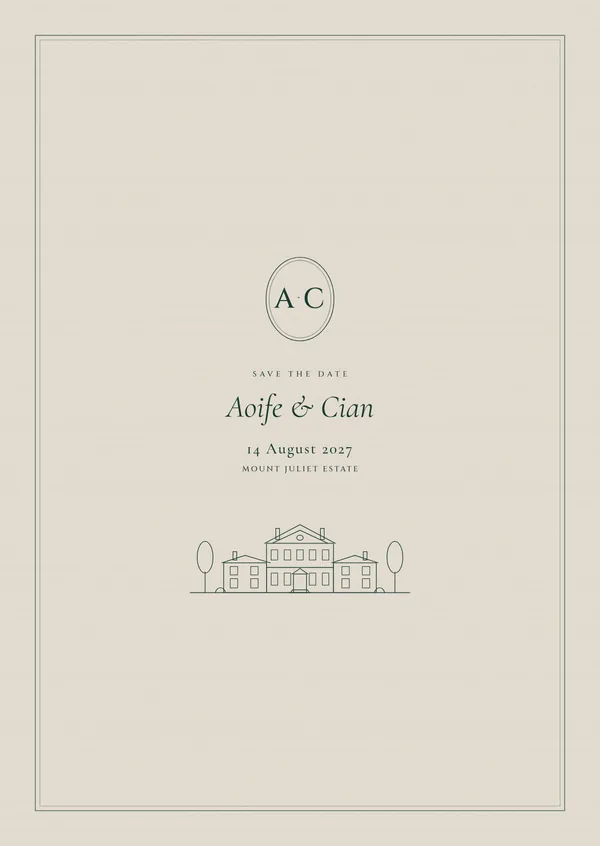 A·C
SAVE THE DATE
Aoife & Cian
14 August 2027
MOUNT JULIET ESTATE